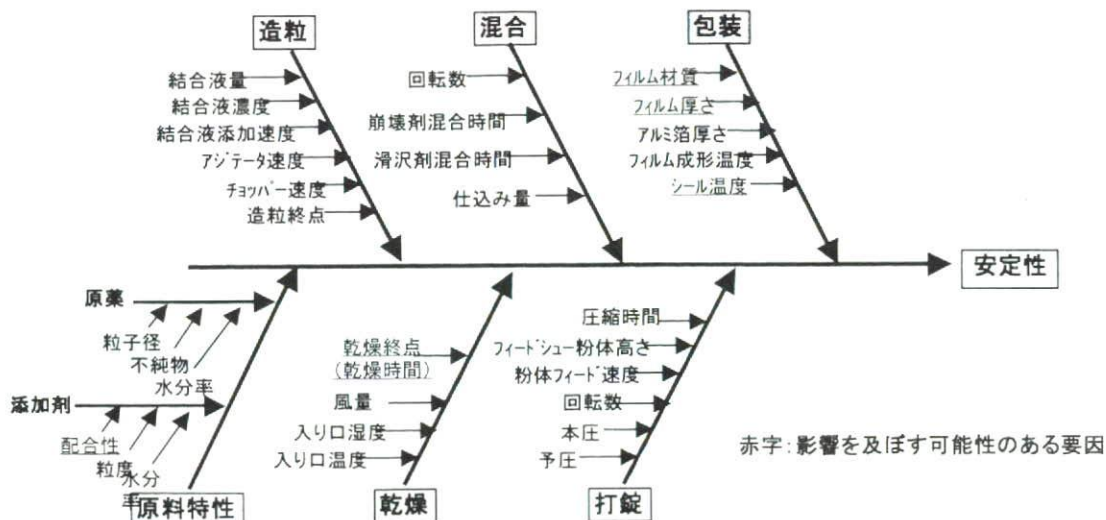 造粒
結合液量
結合液濃度
結合液添加速度
アジテータ速度
チョッパー速度
造粒終点
混合
回転数
崩壊剤混合時間
滑沢剤混合時間
仕込み量
包装
フィルム材質
フィルム厚さ
アルミ箔厚さ
フィルム成形温度
シール温度
安定性
原薬
粒子径
不純物
水分率
添加剤
配合性
粒度
水分
率
原料特性
乾燥終点
(乾燥時間)
風量
入り口湿度
入り口温度
乾燥
圧縮時間
フィードシュー粉体高さ
粉体フィード速度
回転数
本圧
予圧
打錠
赤字：影響を及ぼす可能性のある要因